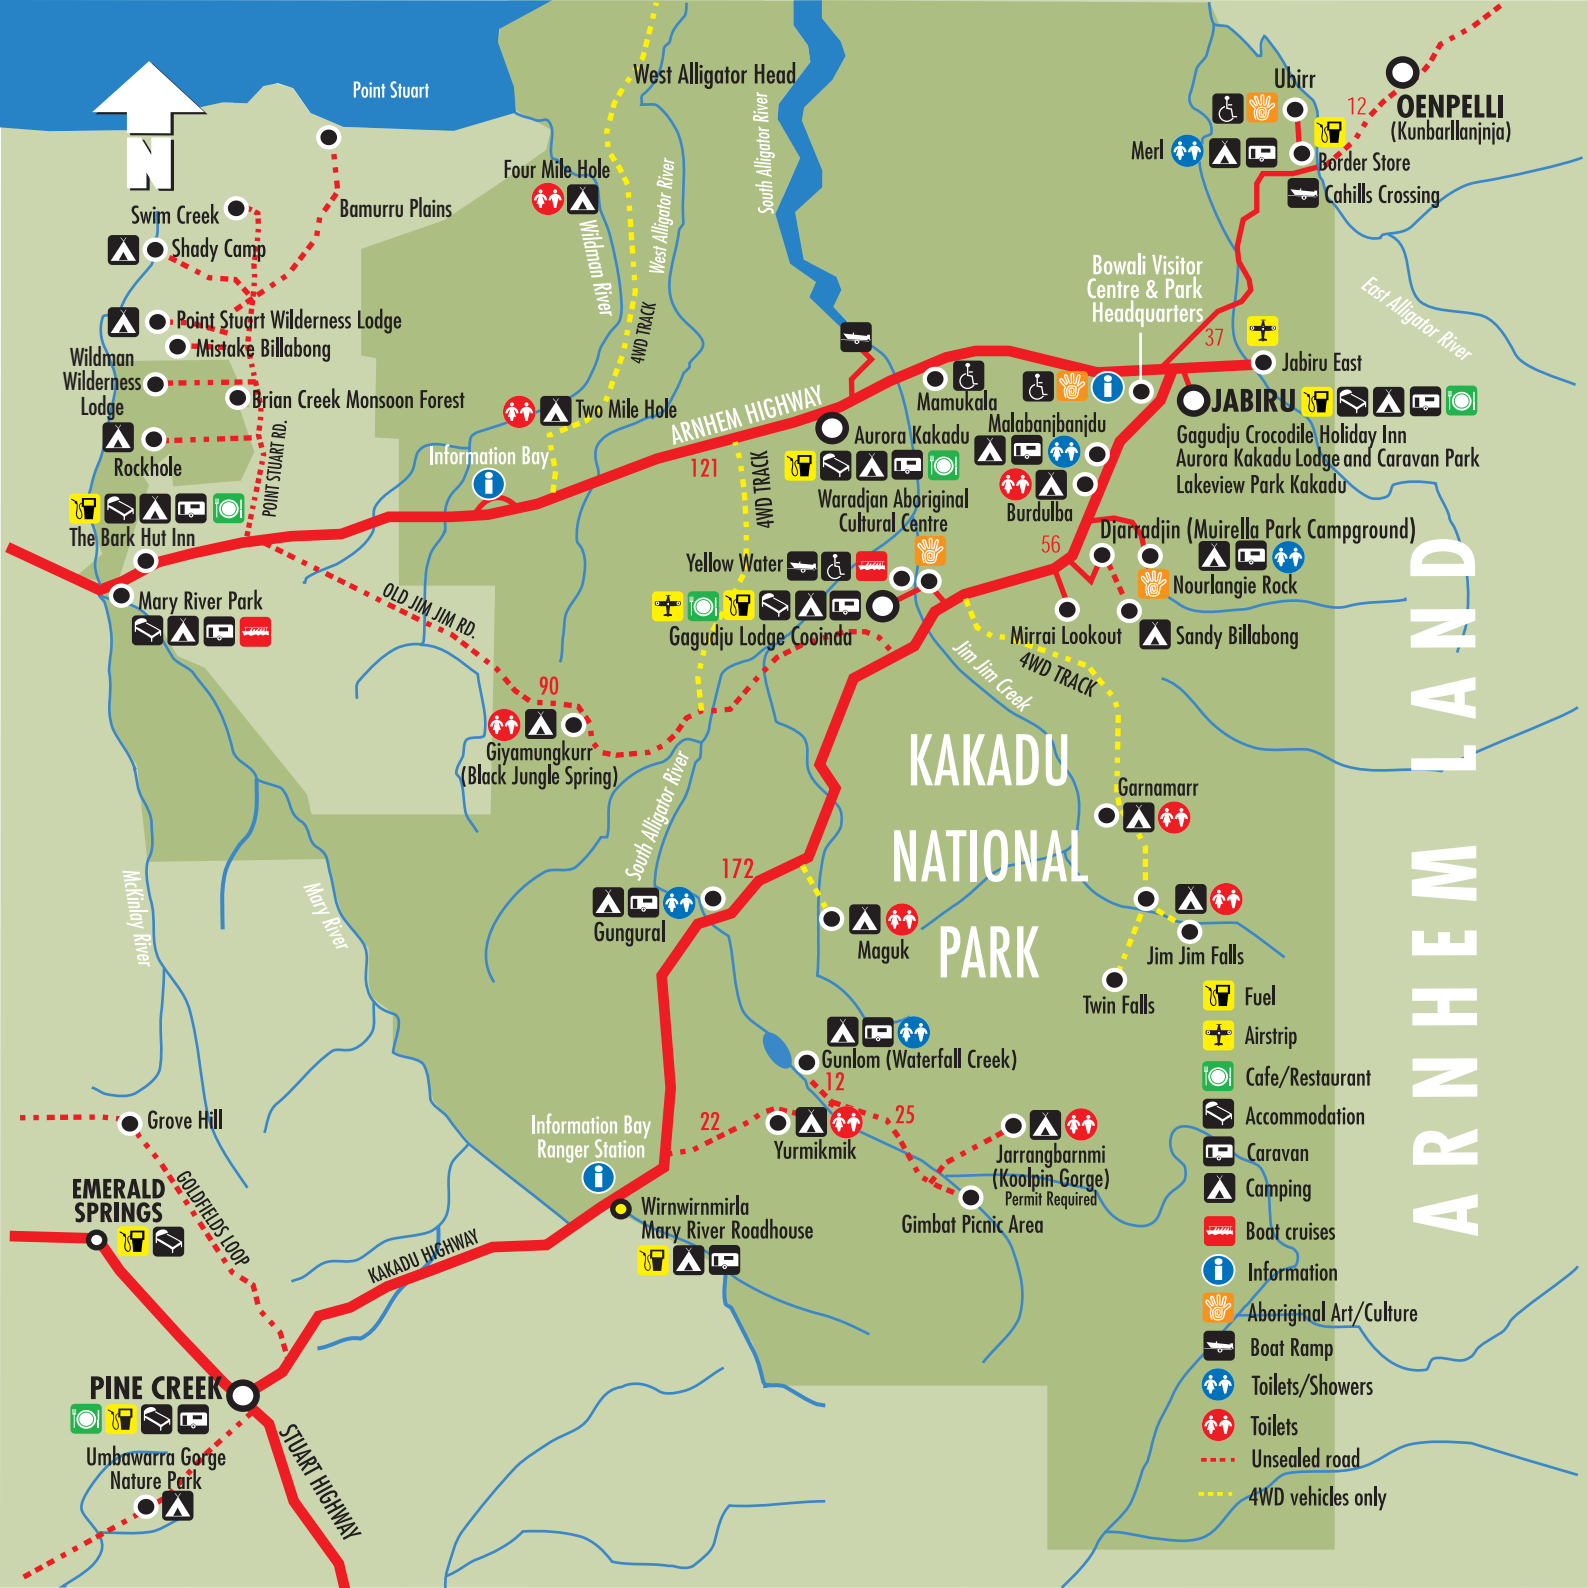 Point Stuart
West Alligator Head
South Alligator River
Ubirr
OENPELLI
(Kunbarllanjnja)
12
Merl
Border Store
Cahills Crossing
N
Four Mile Hole
West Alligator River
Wildman River
Bamurru Plains
Swim Creek
Shady Camp
Point Stuart Wilderness Lodge
Mistake Billabong
Wildman
Wilderness
Lodge
Brian Creek Monsoon Forest
Rockhole
POINT STUART RD.
4WD TRACK
Bowali Visitor
Centre & Park
Headquarters
East Alligator River
37
Jabiru East
JABIRU
Gagudju Crocodile Holiday Inn
Aurora Kakadu Lodge and Caravan Park
Lakeview Park Kakadu
Mamukala
Malabanjbanjdu
Burdulba
Two Mile Hole
ARNHEM HIGHWAY
121
Information Bay
Aurora Kakadu
4WD TRACK
Waradjan Aboriginal
Cultural Centre
The Bark Hut Inn
Mary River Park
OLD JIM JIM RD.
Yellow Water
Gagudju Lodge Cooinda
56
Djarradjin (Muirella Park Campground)
Nourlangie Rock
Mirrai Lookout
Sandy Billabong
Jim Jim Creek
4WD TRACK
90
Giyamungkurr
(Black Jungle Spring)
South Alligator River
KAKADU
NATIONAL
PARK
ARNHEM LAND
Garnamarr
172
Gungural
Maguk
Jim Jim Falls
Twin Falls
McKinlay River
Mary River
Gunlom (Waterfall Creek)
12
22
25
Yurmikmik
Jarrangbarnmi
(Koolpin Gorge)
Permit Required
Gimbat Picnic Area
Information Bay
Ranger Station
Wirnwirnmirla
Mary River Roadhouse
Grove Hill
GOLDFIELDS LOOP
EMERALD
SPRINGS
KAKADU HIGHWAY
PINE CREEK
STUART HIGHWAY
Umbawarra Gorge
Nature Park
Fuel
Airstrip
Cafe/Restaurant
Accommodation
Caravan
Camping
Boat cruises
Information
Aboriginal Art/Culture
Boat Ramp
Toilets/Showers
Toilets
Unsealed road
4WD vehicles only